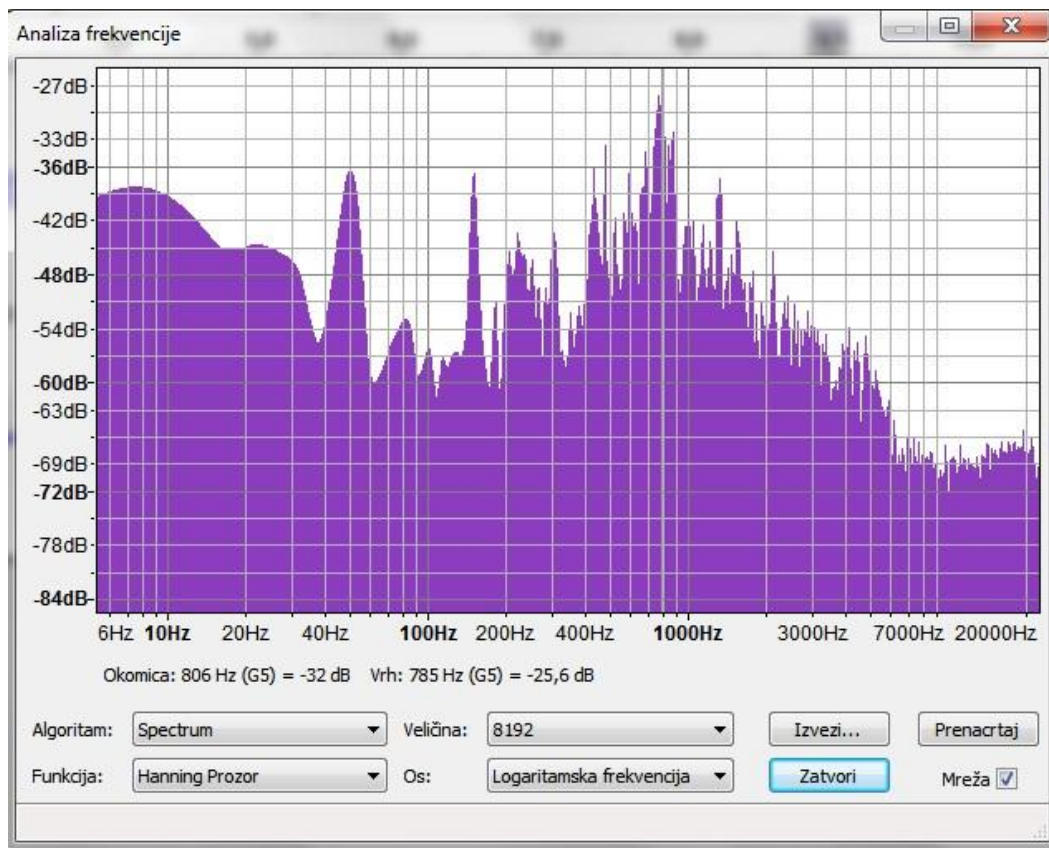 Analiza frekvencije
-27dB
-33dB
-36dB
-42dB
-48dB
-54dB
-60dB
-63dB
-69dB
-72dB
-78dB
-84dB
6Hz 10Hz 20Hz 40Hz 100Hz 200Hz 400Hz 1000Hz 3000Hz 7000Hz 20000Hz
Okomica: 806 Hz (G5) = -32 dB Vrh: 785 Hz (G5) = -25,6 dB
Algoritam: Spectrum Veličina: 8192 Izvezi... Prenacrtaj
Funkcija: Hanning Prozor Os: Logaritamska frekvencija Zatvori Mreža